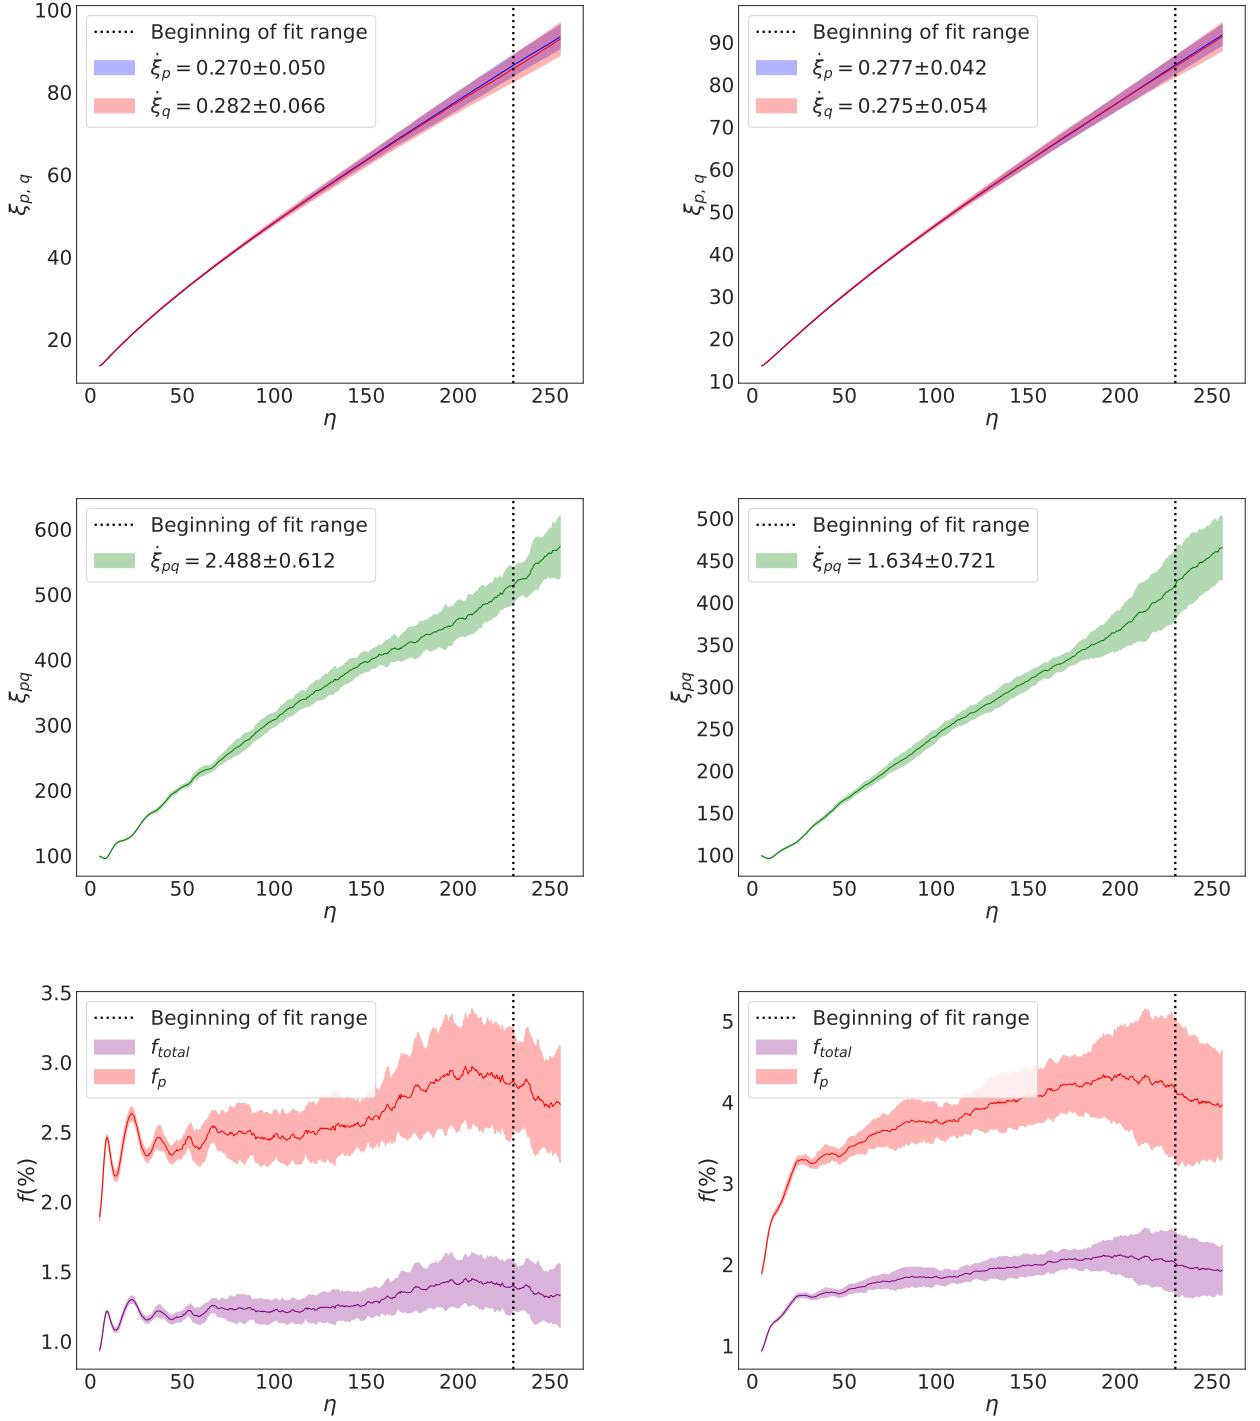 100
80
60
40
20
0 50 100 150 200 250
η
ξp, q
Beginning of fit range
ξ̇p = 0.270±0.050
ξ̇q = 0.282±0.066
90
80
70
60
50
40
30
20
10
0 50 100 150 200 250
η
ξp, q
Beginning of fit range
ξ̇p = 0.277±0.042
ξ̇q = 0.275±0.054
600
500
400
300
200
100
0 50 100 150 200 250
η
ξpq
Beginning of fit range
ξ̇pq = 2.488±0.612
500
450
400
350
300
250
200
150
100
0 50 100 150 200 250
η
ξpq
Beginning of fit range
ξ̇pq = 1.634±0.721
3.5
3.0
2.5
2.0
1.5
1.0
0 50 100 150 200 250
η
f(%)
Beginning of fit range
ftotal
fp
5
4
3
2
1
0 50 100 150 200 250
η
f(%)
Beginning of fit range
ftotal
fp